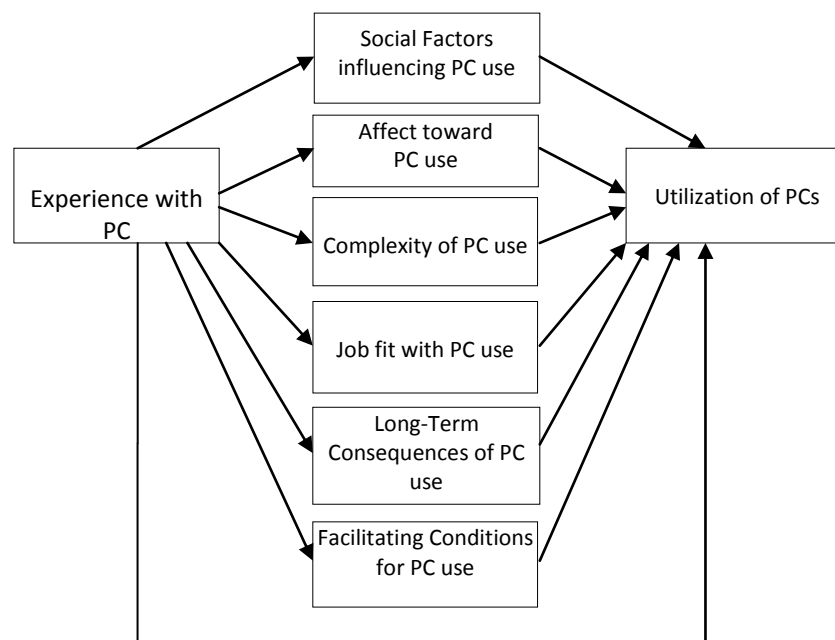 Social Factors
influencing PC use
Affect toward
PC use
Experience with
PC
Utilization of PCs
Complexity of PC use
Job fit with PC use
Long-Term
Consequences of PC
use
Facilitating Conditions
for PC use